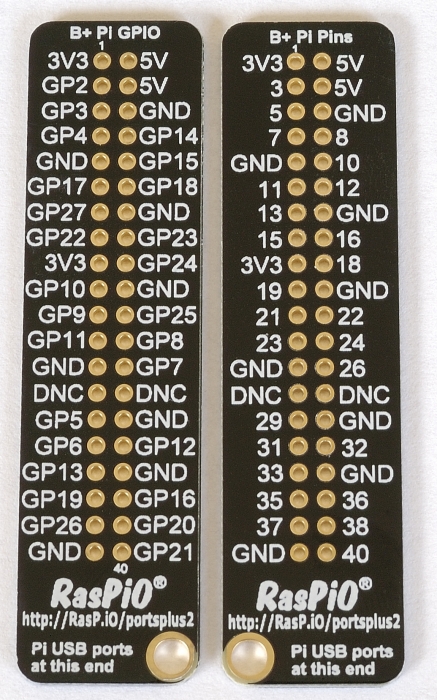 B+ Pi GPIO
1
3V3 5V
GP2 5V
GP3 GND
GP4 GP14
GND GP15
GP17 GP18
GP27 GND
GP22 GP23
3V3 GP24
GP10 GND
GP9 GP25
GP11 GP8
GND GP7
DNC DNC
GP5 GND
GP6 GP12
GP13 GND
GP19 GP16
GP26 GP20
GND GP21
40
RasPiO®
http://RasP.iO/portsplus2
Pi USB ports
at this end
B+ Pi Pins
1
3V3 5V
3 5V
5 GND
7 8
GND 10
11 12
13 GND
15 16
3V3 18
19 GND
21 22
23 24
GND 26
DNC DNC
29 GND
31 32
33 GND
35 36
37 38
GND 40
RasPiO®
http://RasP.iO/portsplus2
Pi USB ports
at this end